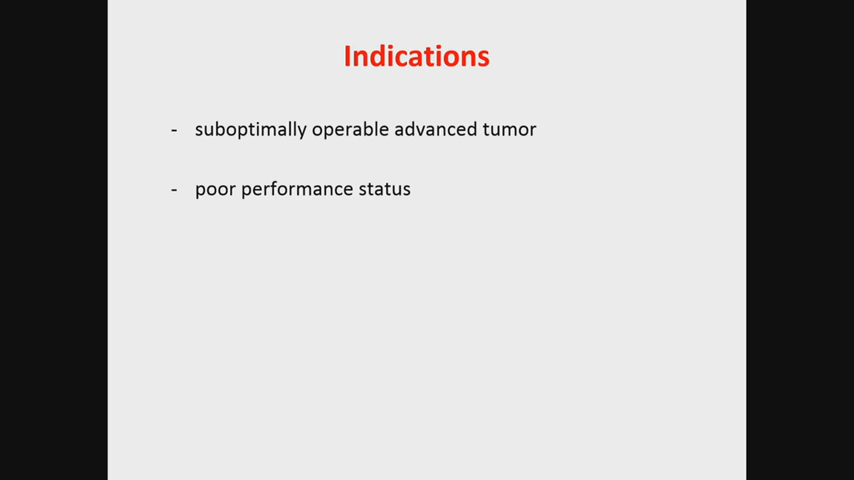 Indications
- suboptimally operable advanced tumor
- poor performance status